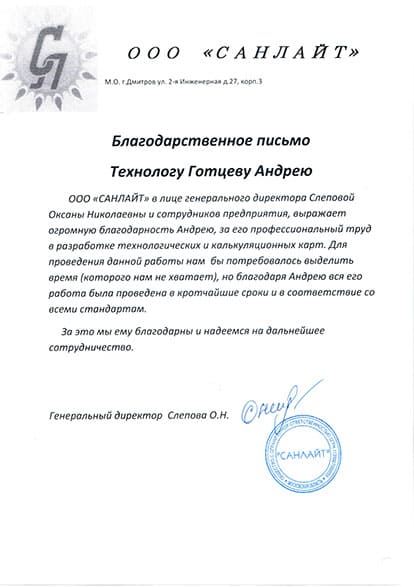 СЛ
ООО «САНЛАЙТ»
М.О. г.Дмитров ул. 2-я Инженерная д.27, корп.3
Благодарственное письмо
Технологу Готцеву Андрею
ООО «САНЛАЙТ» в лице генерального директора Слеповой
Оксаны Николаевны и сотрудников предприятия, выражает
огромную благодарность Андрею, за его профессиональный труд
в разработке технологических и калькуляционных карт. Для
проведения данной работы нам бы потребовалось выделить
время (которого нам не хватает), но благодаря Андрею вся его
работа была проведена в кротчайшие сроки и в соответствие со
всеми стандартам.
За это мы ему благодарны и надеемся на дальнейшее
сотрудничество.
Генеральный директор Слепова О.Н.
"САНЛАЙТ"